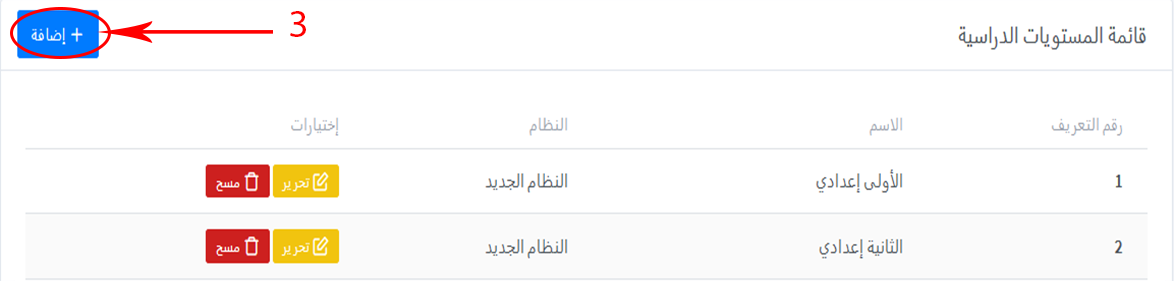 قائمة المستويات الدراسية
+ إضافة
3
رقم التعريف الاسم النظام إختيارات
1 الأولى إعدادي النظام الجديد تحرير مسح
2 الثانية إعدادي النظام الجديد تحرير مسح